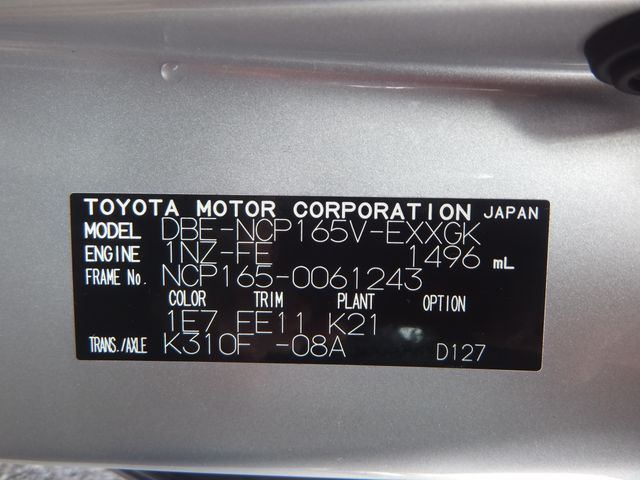 TOYOTA MOTOR CORPORATION JAPAN
MODEL DBE-NCP165V-EXXGK
ENGINE 1NZ-FE 1496 mL
FRAME No. NCP165-0061243
COLOR TRIM PLANT OPTION
1E7 EE11 K21
TRANS./AXLE K310F -08A D127